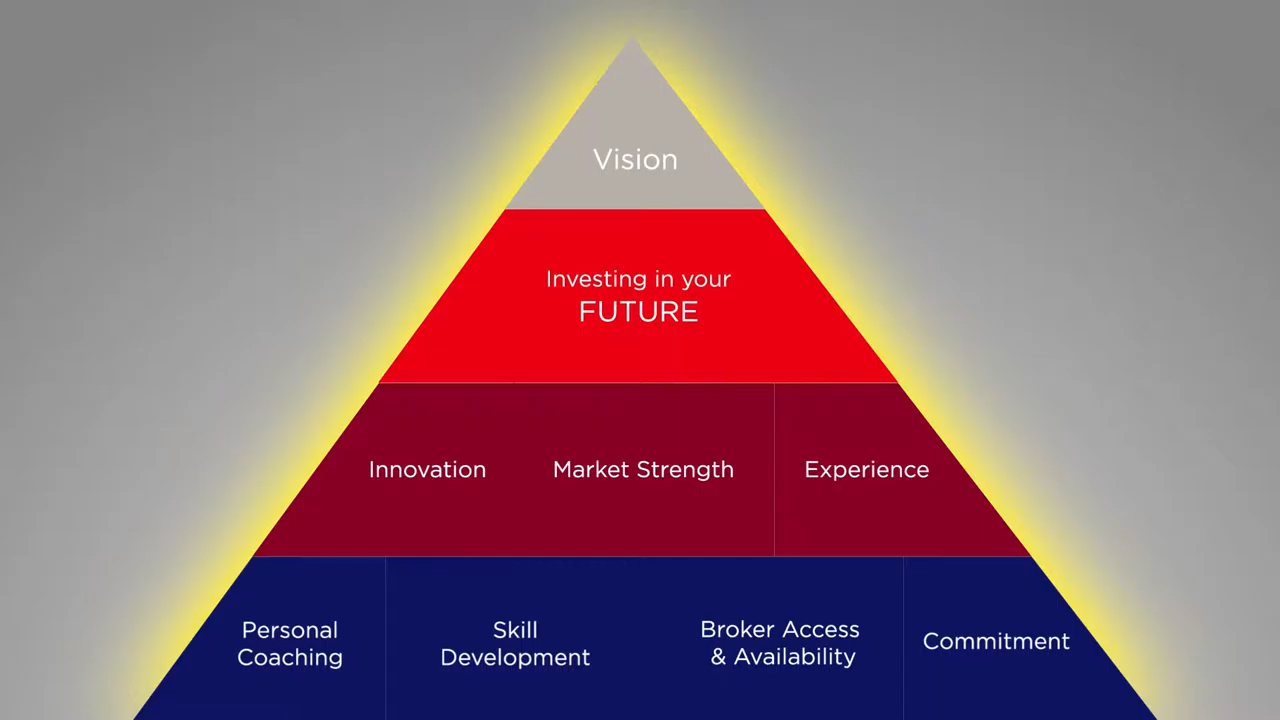 Vision
Investing in your
FUTURE
Innovation
Market Strength
Experience
Personal
Coaching
Skill
Development
Broker Access
& Availability
Commitment